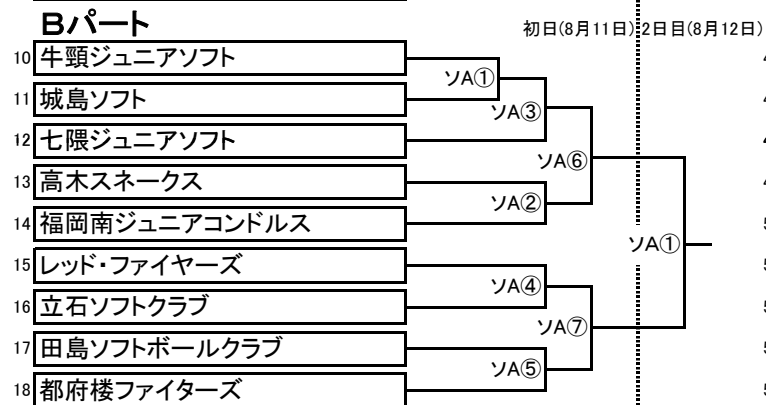 Bパート
初日(8月11日) 2日目(8月12日)
10 牛頸ジュニアソフト
ソA①
11 城島ソフト
ソA③
12 七隈ジュニアソフト
ソA⑥
13 高木スネークス
ソA②
14 福岡南ジュニアコンドルス
ソA①
15 レッド・ファイヤーズ
ソA④
16 立石ソフトクラブ
ソA⑦
17 田島ソフトボールクラブ
ソA⑤
18 都府楼ファイターズ